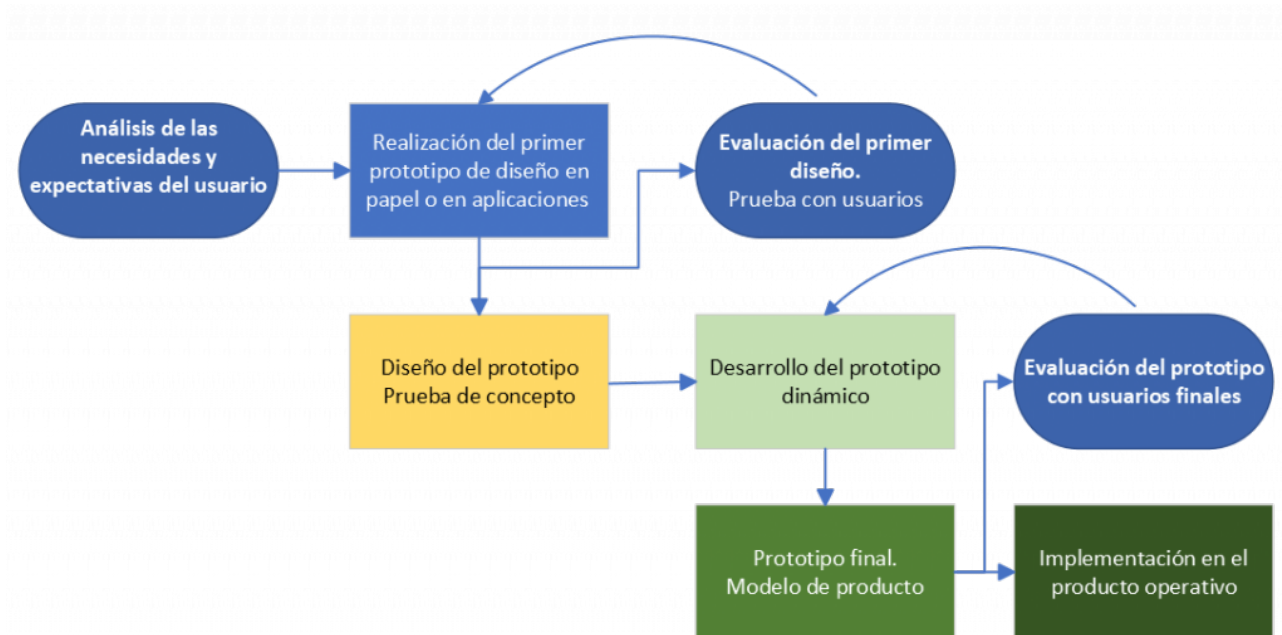 Análisis de las
necesidades y
expectativas del usuario
Realización del primer
prototipo de diseño en
papel o en aplicaciones
Evaluación del primer
diseño.
Prueba con usuarios
Diseño del prototipo
Prueba de concepto
Desarrollo del prototipo
dinámico
Evaluación del prototipo
con usuarios finales
Prototipo final.
Modelo de producto
Implementación en el
producto operativo